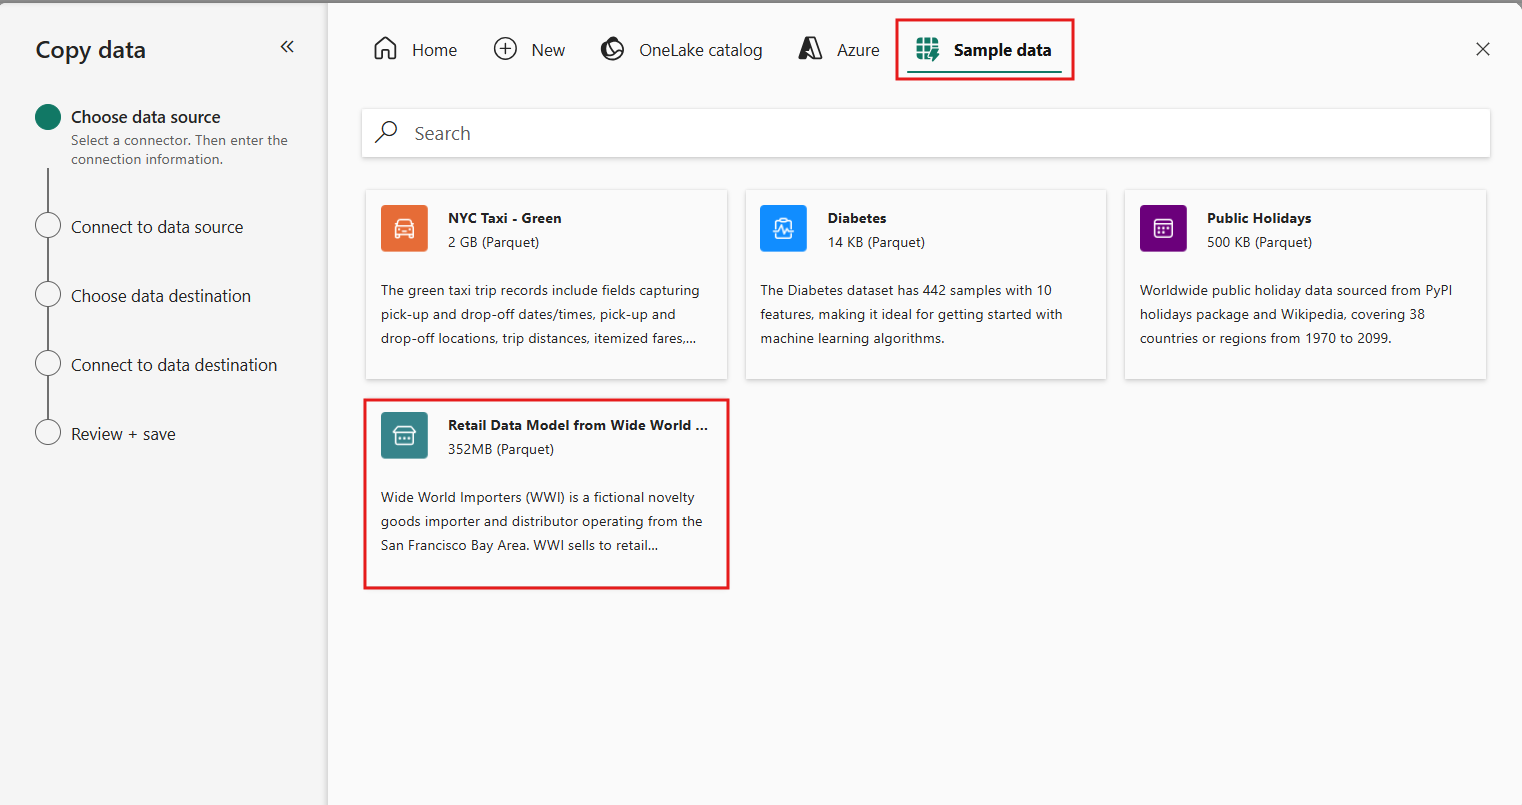 Copy data
Choose data source
Select a connector. Then enter the
connection information.
Connect to data source
Choose data destination
Connect to data destination
Review + save
Home
New
OneLake catalog
Azure
Sample data
Search
NYC Taxi - Green
2 GB (Parquet)
The green taxi trip records include fields capturing
pick-up and drop-off dates/times, pick-up and
drop-off locations, trip distances, itemized fares,...
Diabetes
14 KB (Parquet)
The Diabetes dataset has 442 samples with 10
features, making it ideal for getting started with
machine learning algorithms.
Public Holidays
500 KB (Parquet)
Worldwide public holiday data sourced from PyPI
holidays package and Wikipedia, covering 38
countries or regions from 1970 to 2099.
Retail Data Model from Wide World ...
352MB (Parquet)
Wide World Importers (WWI) is a fictional novelty
goods importer and distributor operating from the
San Francisco Bay Area. WWI sells to retail...